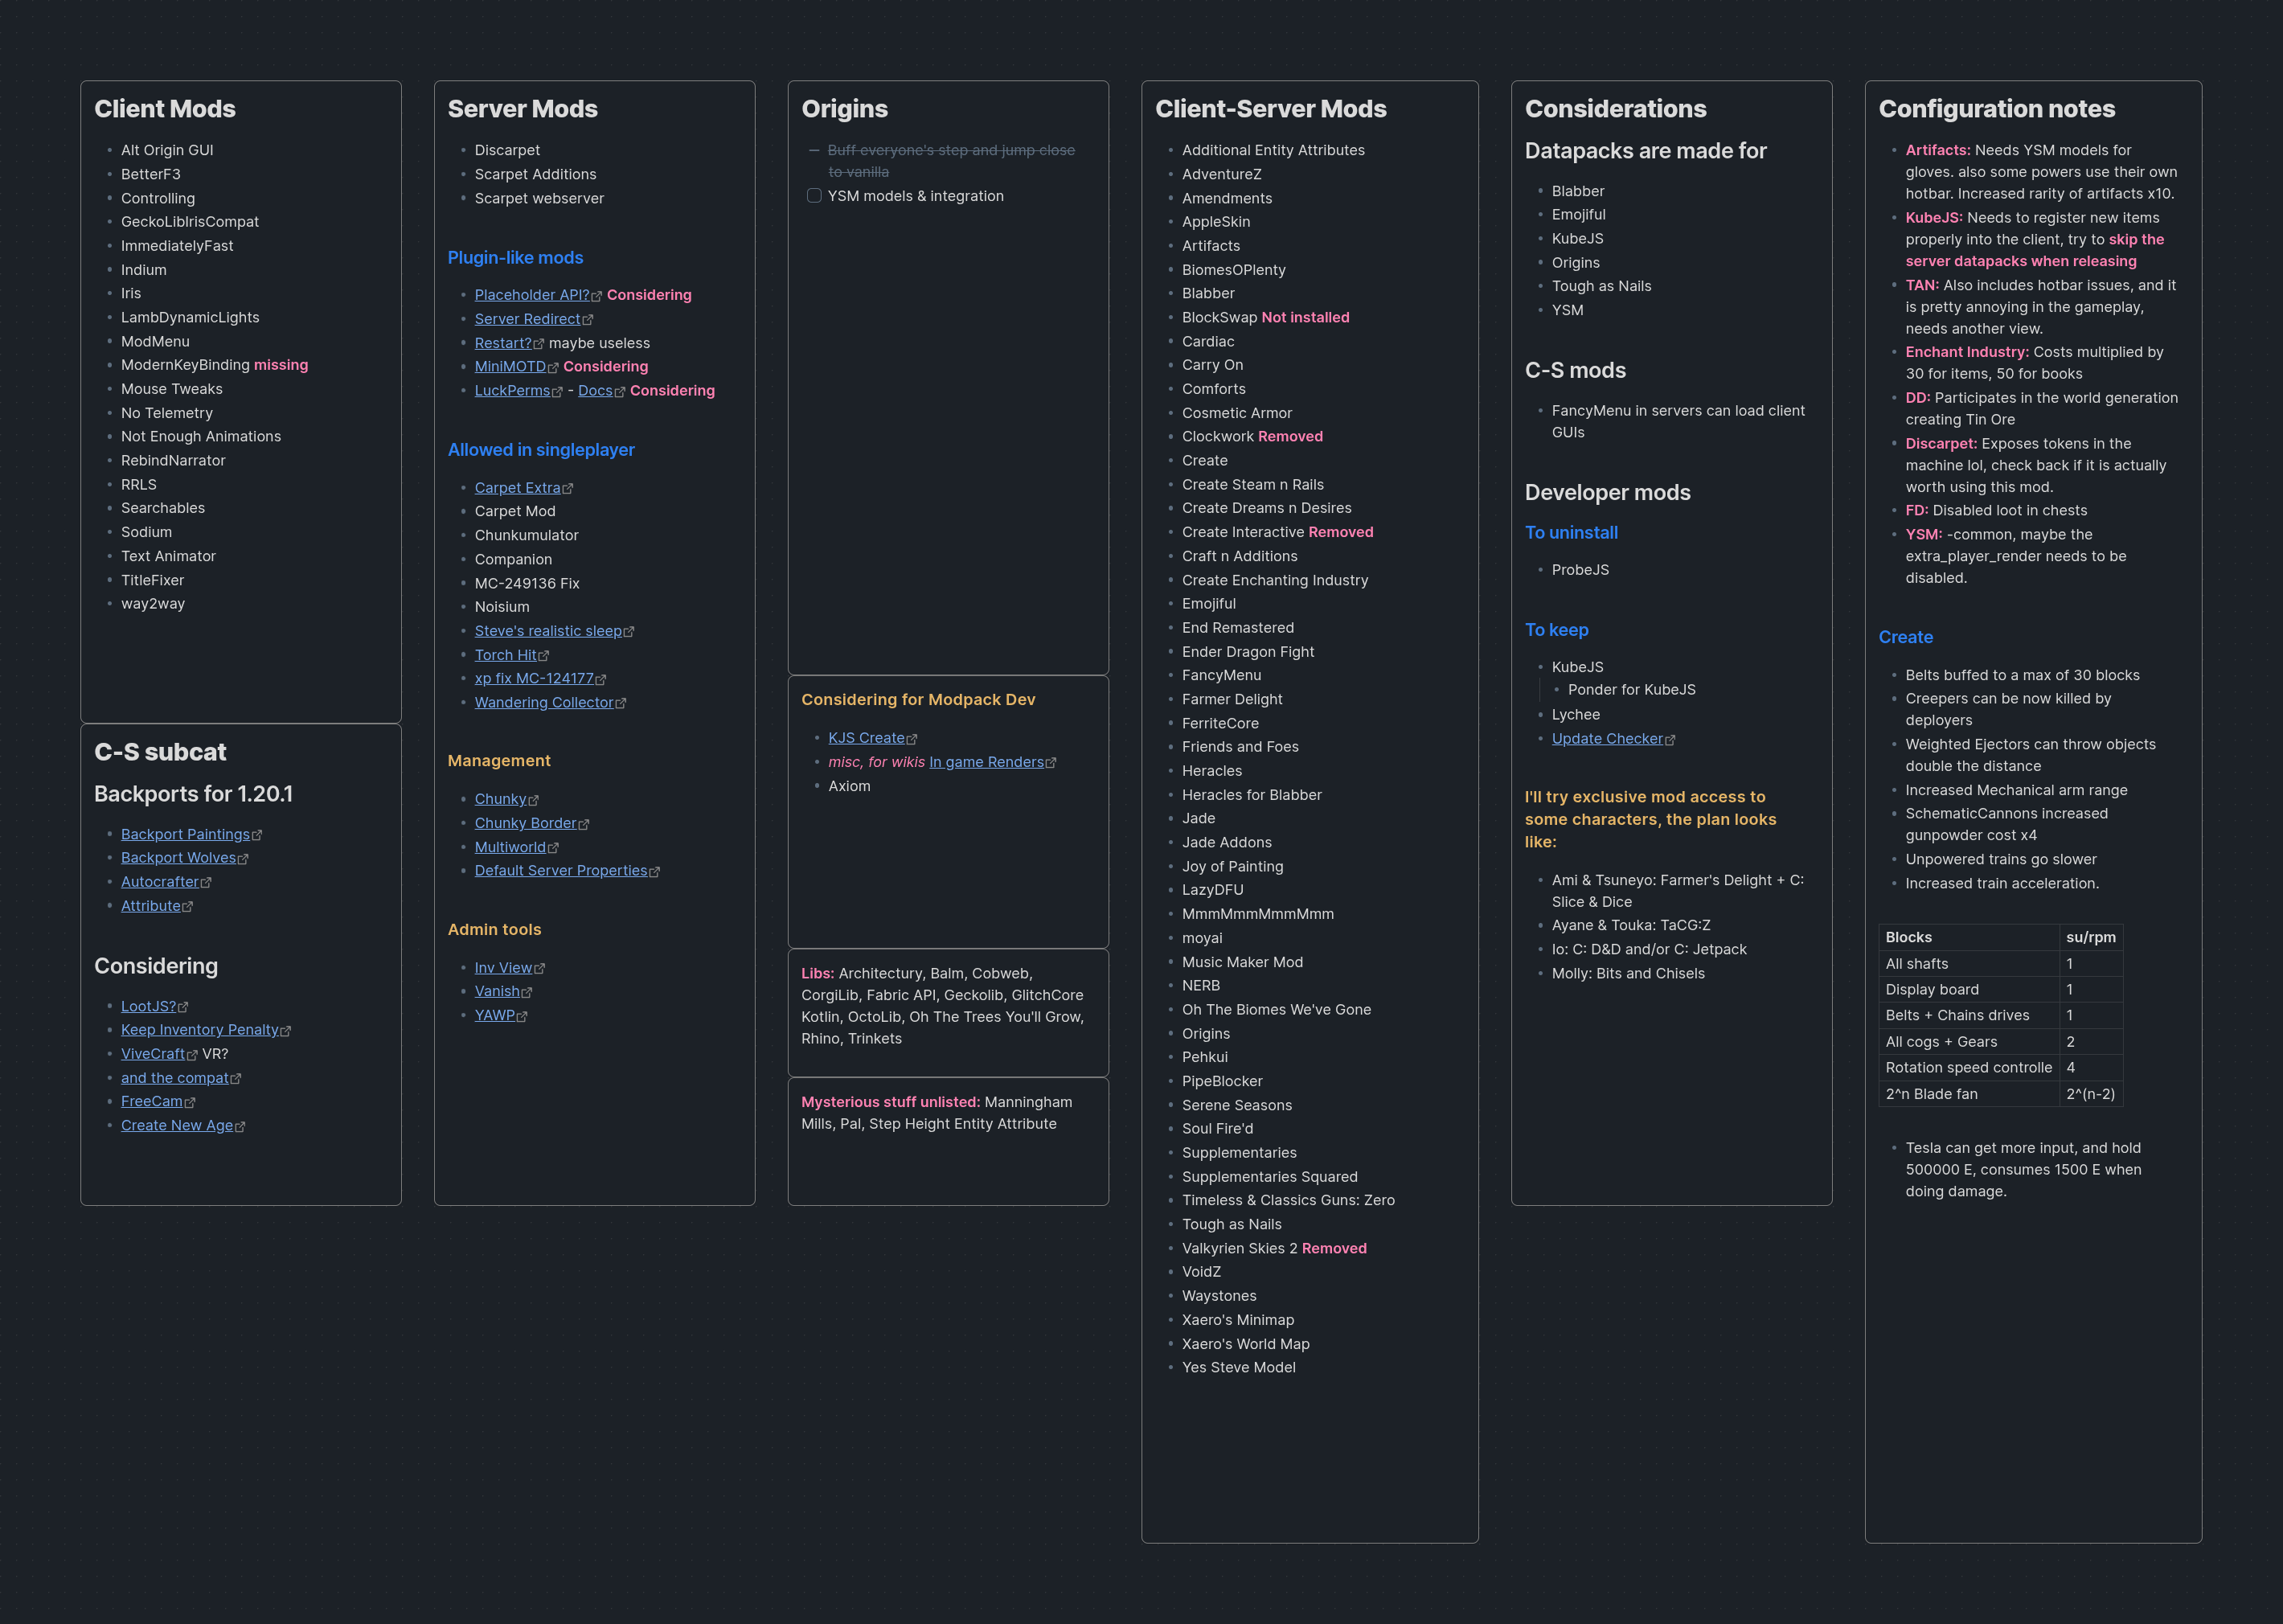 Client Mods
Alt Origin GUI
BetterF3
Controlling
GeckoLibIrisCompat
ImmediatelyFast
Indium
Iris
LambDynamicLights
ModMenu
ModernKeyBinding missing
Mouse Tweaks
No Telemetry
Not Enough Animations
RebindNarrator
RRLS
Searchables
Sodium
Text Animator
TitleFixer
way2way
C-S subcat
Backports for 1.20.1
Backport Paintings
Backport Wolves
Autocrafter
Attribute
Considering
LootJS?
Keep Inventory Penalty
ViveCraft VR?
and the compat
FreeCam
Create New Age
Server Mods
Discarpet
Scarpet Additions
Scarpet webserver
Plugin-like mods
Placeholder API? Considering
Server Redirect
Restart? maybe useless
MiniMOTD Considering
LuckPerms - Docs Considering
Allowed in singleplayer
Carpet Extra
Carpet Mod
Chunkumulator
Companion
MC-249136 Fix
Noisium
Steve's realistic sleep
Torch Hit
xp fix MC-124177
Wandering Collector
Management
Chunky
Chunky Border
Multiworld
Default Server Properties
Admin tools
Inv View
Vanish
YAWP
Origins
Buff everyone's step and jump close
to vanilla
YSM models & integration
Considering for Modpack Dev
KJS Create
misc, for wikis In game Renders
Axiom
Libs: Architectury, Balm, Cobweb,
CorgiLib, Fabric API, Geckolib, GlitchCore
Kotlin, OctoLib, Oh The Trees You'll Grow,
Rhino, Trinkets
Mysterious stuff unlisted: Manningham
Mills, Pal, Step Height Entity Attribute
Client-Server Mods
Additional Entity Attributes
AdventureZ
Amendments
AppleSkin
Artifacts
BiomesOPlenty
Blabber
BlockSwap Not installed
Cardiac
Carry On
Comforts
Cosmetic Armor
Clockwork Removed
Create
Create Steam n Rails
Create Dreams n Desires
Create Interactive Removed
Craft n Additions
Create Enchanting Industry
Emojiful
End Remastered
Ender Dragon Fight
FancyMenu
Farmer Delight
FerriteCore
Friends and Foes
Heracles
Heracles for Blabber
Jade
Jade Addons
Joy of Painting
LazyDFU
MmmMmmMmmMmm
moyai
Music Maker Mod
NERB
Oh The Biomes We've Gone
Origins
Pehkui
PipeBlocker
Serene Seasons
Soul Fire'd
Supplementaries
Supplementaries Squared
Timeless & Classics Guns: Zero
Tough as Nails
Valkyrien Skies 2 Removed
VoidZ
Waystones
Xaero's Minimap
Xaero's World Map
Yes Steve Model
Considerations
Datapacks are made for
Blabber
Emojiful
KubeJS
Origins
Tough as Nails
YSM
C-S mods
FancyMenu in servers can load client
GUIs
Developer mods
To uninstall
ProbeJS
To keep
KubeJS
Ponder for KubeJS
Lychee
Update Checker
I'll try exclusive mod access to
some characters, the plan looks
like:
Ami & Tsuneyo: Farmer's Delight + C:
Slice & Dice
Ayane & Touka: TaCG:Z
Io: C: D&D and/or C: Jetpack
Molly: Bits and Chisels
Configuration notes
Artifacts: Needs YSM models for
gloves. also some powers use their own
hotbar. Increased rarity of artifacts x10.
KubeJS: Needs to register new items
properly into the client, try to skip the
server datapacks when releasing
TAN: Also includes hotbar issues, and it
is pretty annoying in the gameplay,
needs another view.
Enchant Industry: Costs multiplied by
30 for items, 50 for books
DD: Participates in the world generation
creating Tin Ore
Discarpet: Exposes tokens in the
machine lol, check back if it is actually
worth using this mod.
FD: Disabled loot in chests
YSM: -common, maybe the
extra_player_render needs to be
disabled.
Create
Belts buffed to a max of 30 blocks
Creepers can be now killed by
deployers
Weighted Ejectors can throw objects
double the distance
Increased Mechanical arm range
SchematicCannons increased
gunpowder cost x4
Unpowered trains go slower
Increased train acceleration.
Blocks su/rpm
All shafts 1
Display board 1
Belts + Chains drives 1
All cogs + Gears 2
Rotation speed controlle 4
2^n Blade fan 2^(n-2)
Tesla can get more input, and hold
500000 E, consumes 1500 E when
doing damage.